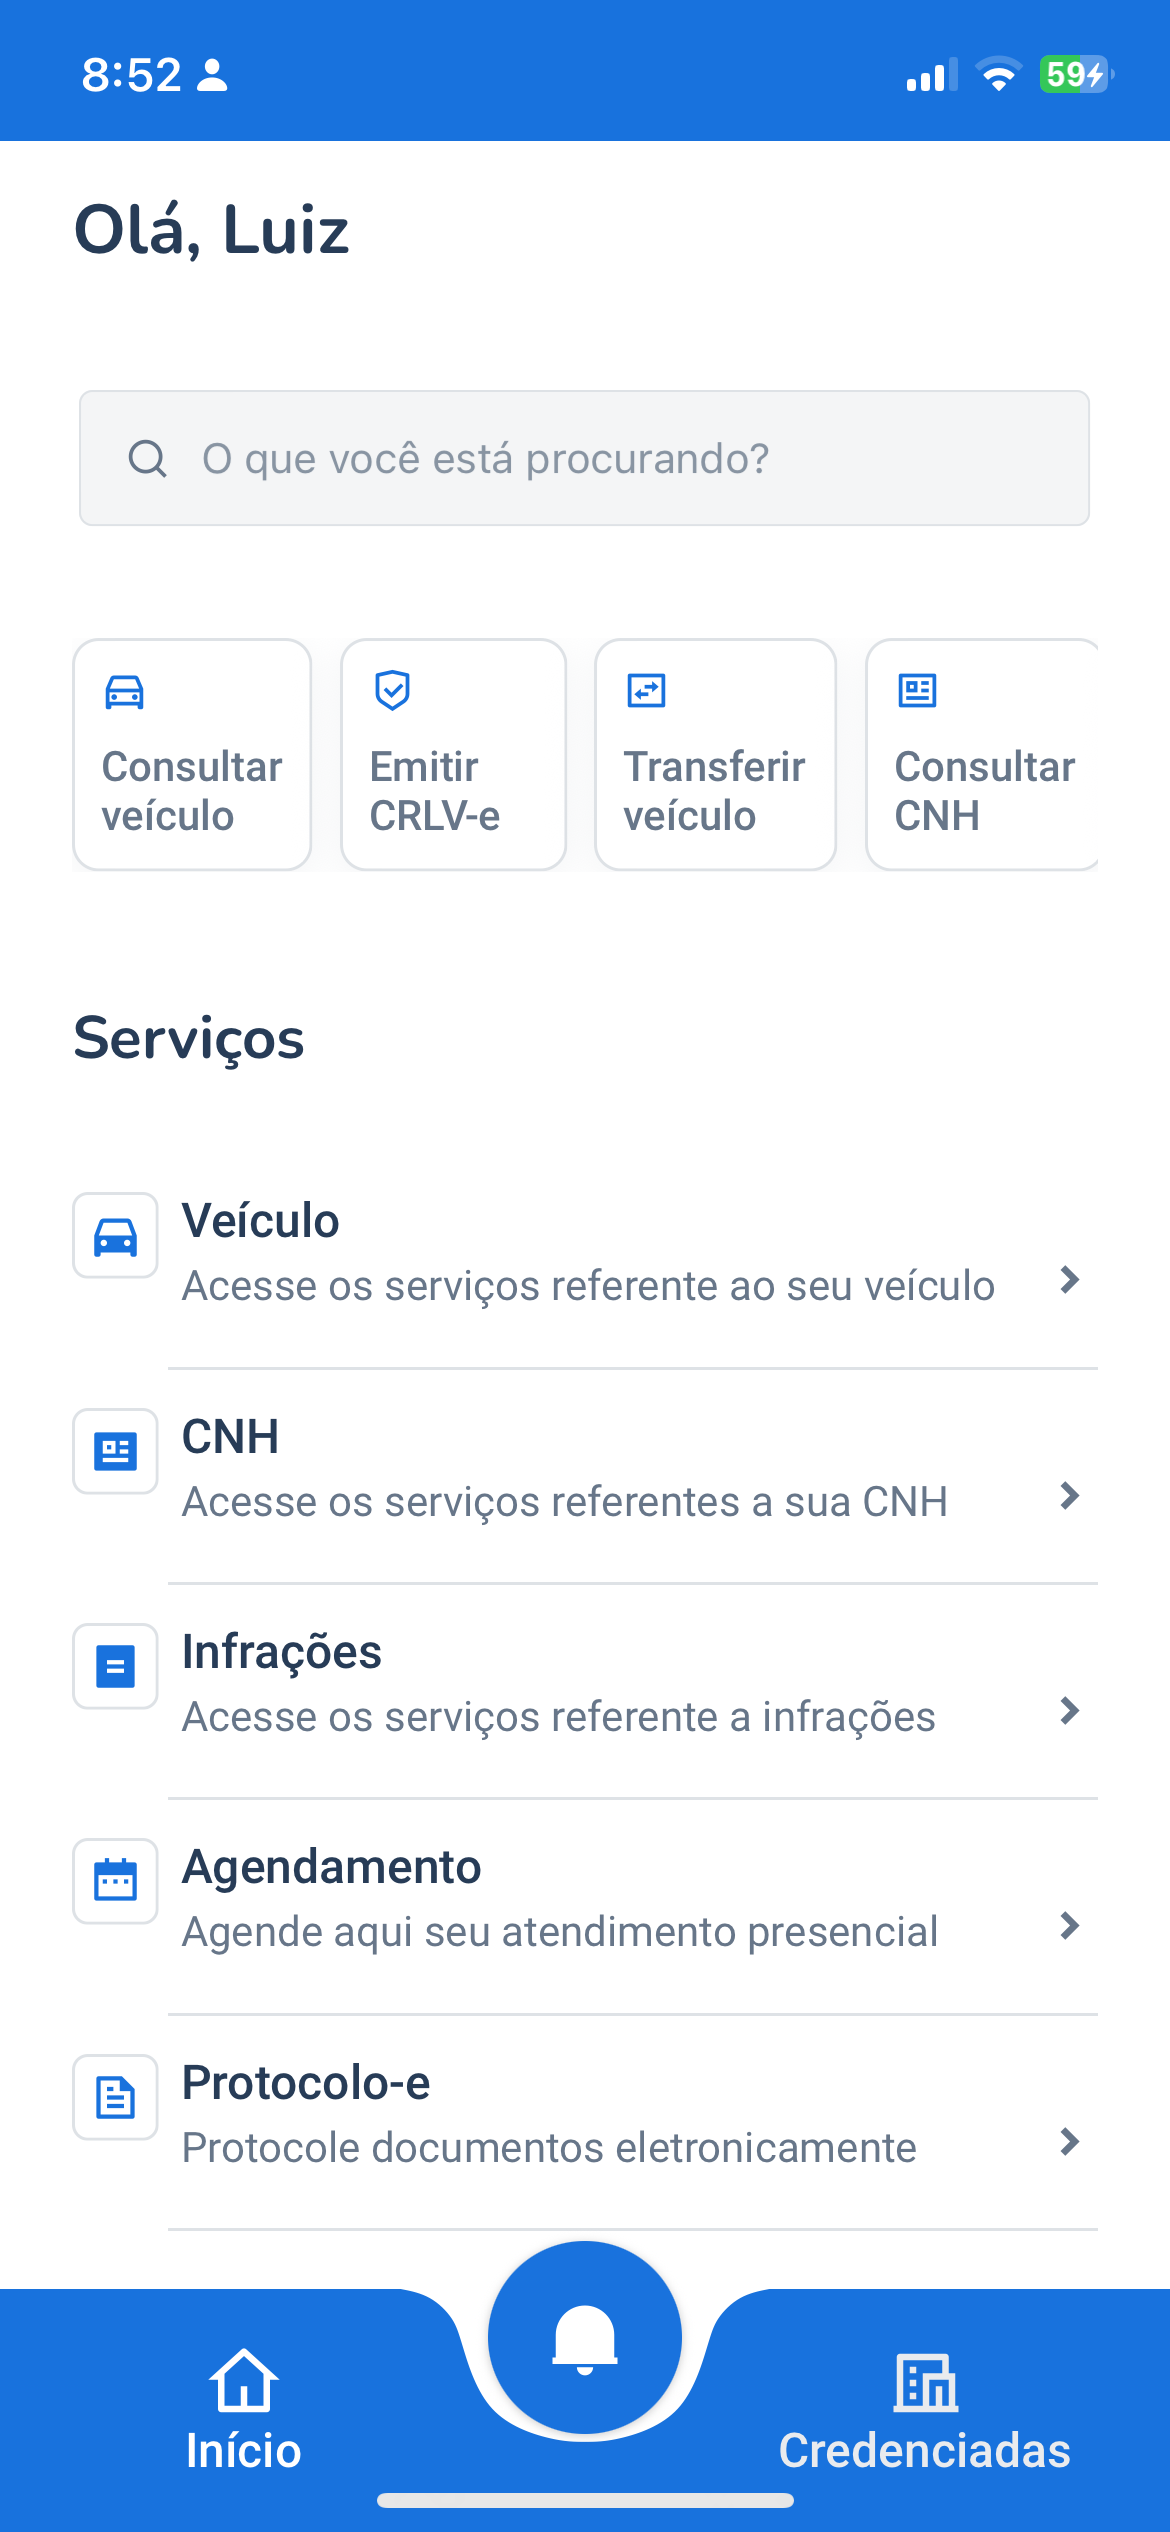 8:52
59
Olá, Luiz
O que você está procurando?
Consultar
veículo
Emitir
CRLV-e
Transferir
veículo
Consultar
CNH
Serviços
Veículo
Acesse os serviços referente ao seu veículo
CNH
Acesse os serviços referentes a sua CNH
Infrações
Acesse os serviços referente a infrações
Agendamento
Agende aqui seu atendimento presencial
Protocolo-e
Protocole documentos eletronicamente
Início
Credenciadas